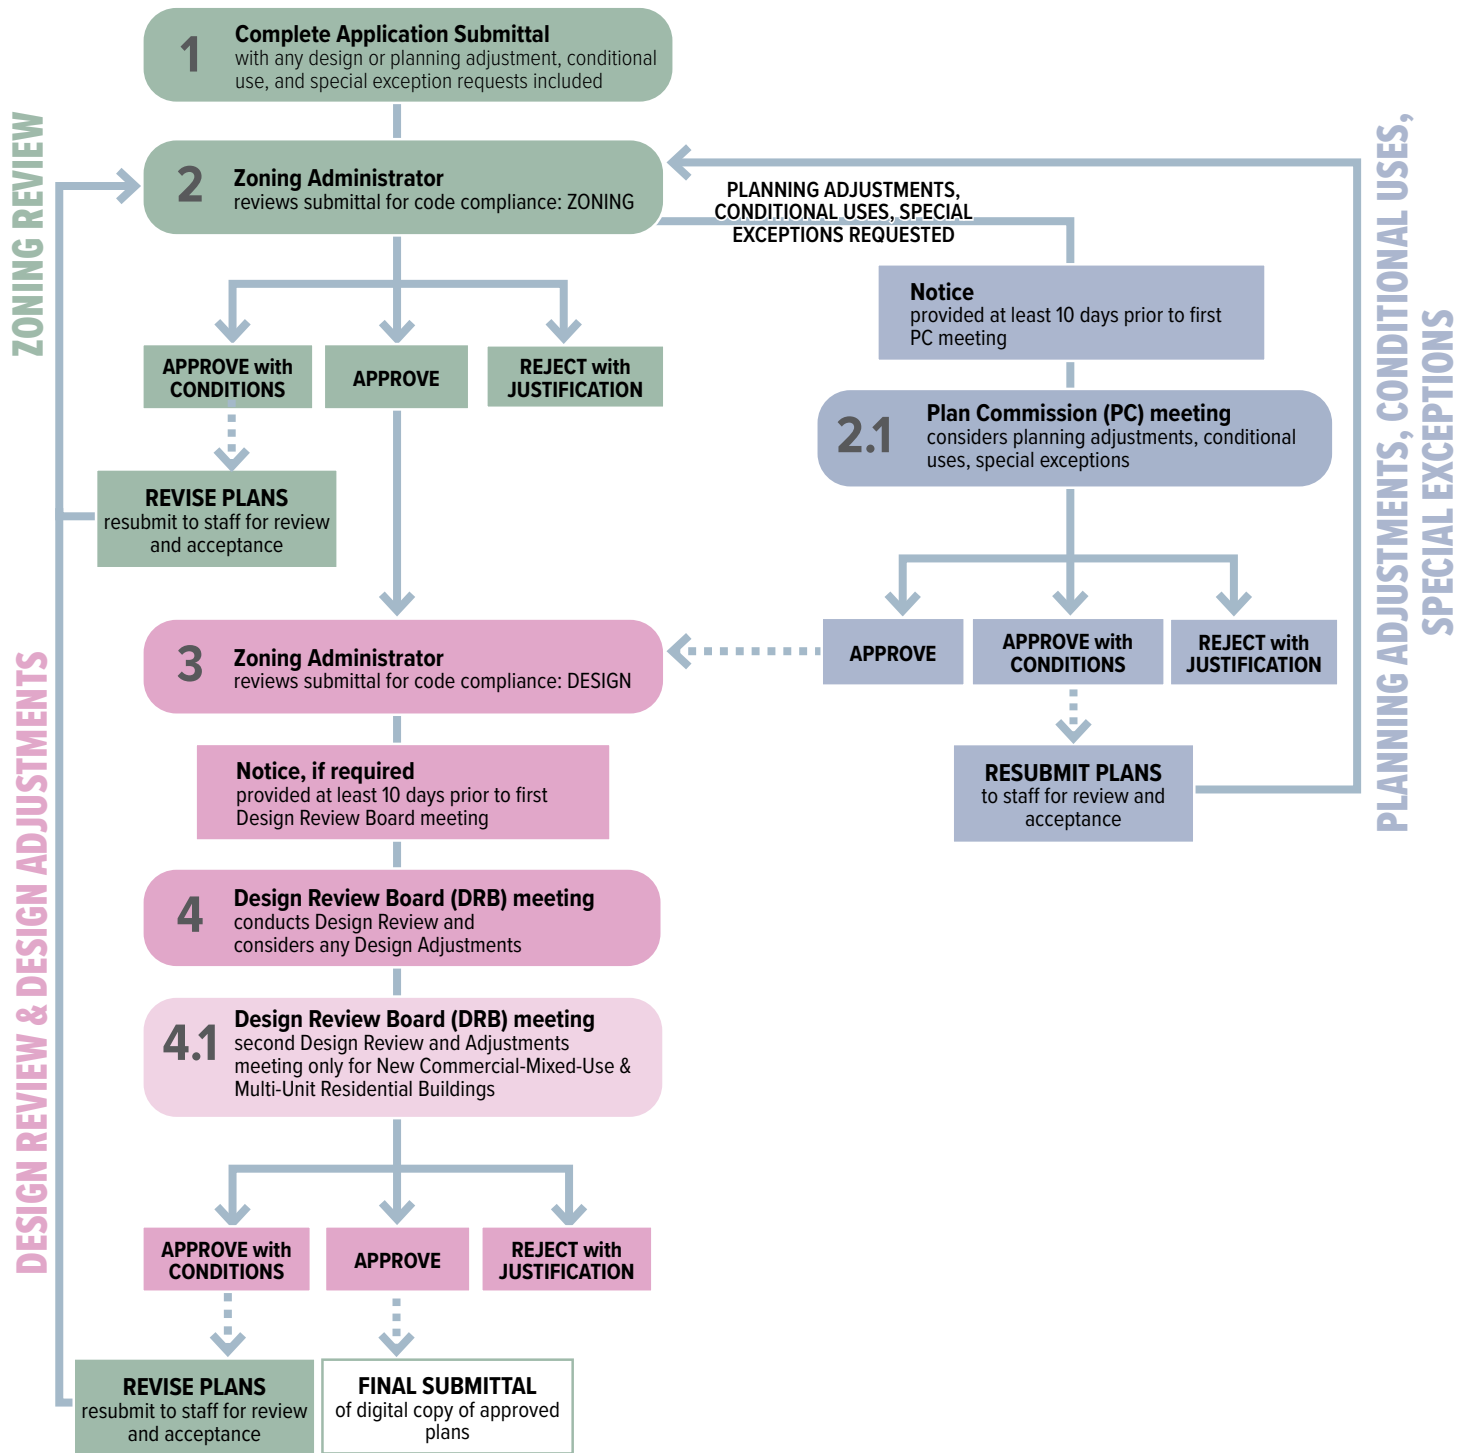 1
Complete Application Submittal
with any design or planning adjustment, conditional
use, and special exception requests included
ZONING REVIEW
2
Zoning Administrator
reviews submittal for code compliance: ZONING
PLANNING ADJUSTMENTS,
CONDITIONAL USES, SPECIAL
EXCEPTIONS REQUESTED
APPROVE with
CONDITIONS
APPROVE
REJECT with
JUSTIFICATION
REVISE PLANS
resubmit to staff for review
and acceptance
Notice
provided at least 10 days prior to first
PC meeting
2.1
Plan Commission (PC) meeting
considers planning adjustments, conditional
uses, special exceptions
APPROVE
APPROVE with
CONDITIONS
REJECT with
JUSTIFICATION
RESUBMIT PLANS
to staff for review and
acceptance
PLANNING ADJUSTMENTS, CONDITIONAL USES,
SPECIAL EXCEPTIONS
3
Zoning Administrator
reviews submittal for code compliance: DESIGN
DESIGN REVIEW & DESIGN ADJUSTMENTS
Notice, if required
provided at least 10 days prior to first
Design Review Board meeting
4
Design Review Board (DRB) meeting
conducts Design Review and
considers any Design Adjustments
4.1
Design Review Board (DRB) meeting
second Design Review and Adjustments
meeting only for New Commercial-Mixed-Use &
Multi-Unit Residential Buildings
APPROVE with
CONDITIONS
APPROVE
REJECT with
JUSTIFICATION
REVISE PLANS
resubmit to staff for review
and acceptance
FINAL SUBMITTAL
of digital copy of approved
plans